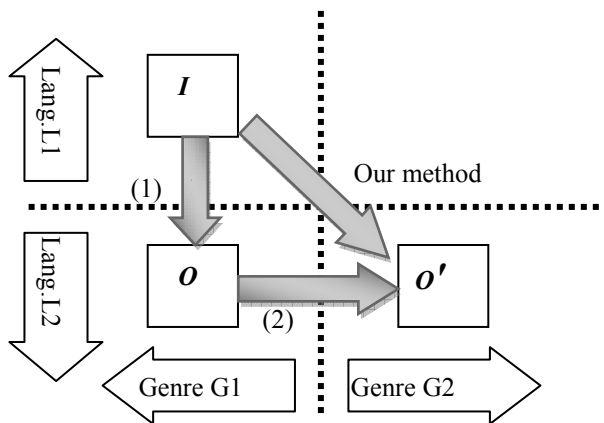 Lang.L1
I
Our method
(1)
Lang.L2
O
O'
(2)
Genre G1
Genre G2